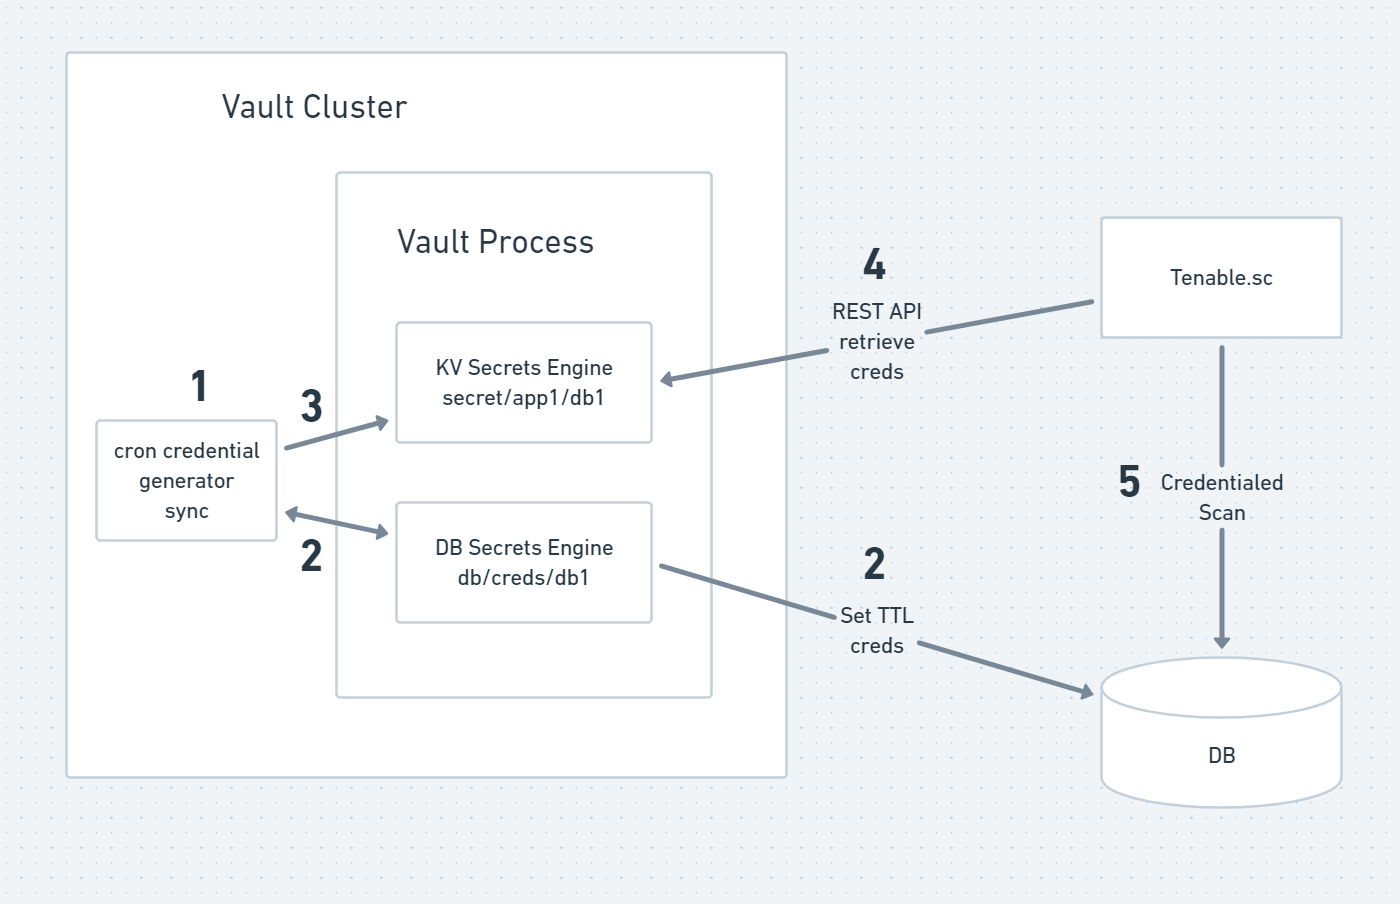 Vault Cluster
Vault Process
KV Secrets Engine
secret/app1/db1
1
3
cron credential
generator
sync
2
DB Secrets Engine
db/creds/db1
4
REST API
retrieve
creds
Tenable.sc
5
Credentialed
Scan
2
Set TTL
creds
DB